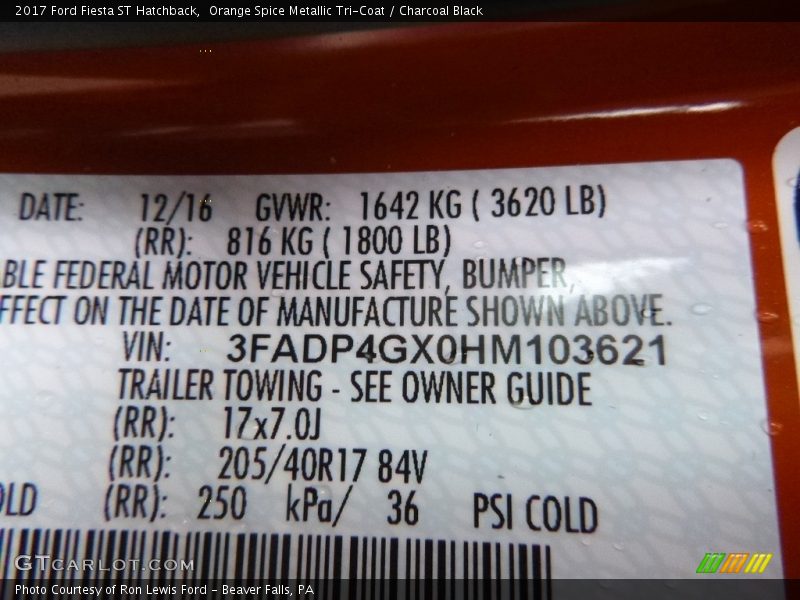 2017 Ford Fiesta ST Hatchback, Orange Spice Metallic Tri-Coat / Charcoal Black
DATE: 12/16 GVWR: 1642 KG ( 3620 LB)
(RR): 816 KG ( 1800 LB)
BLE FEDERAL MOTOR VEHICLE SAFETY, BUMPER,
FFECT ON THE DATE OF MANUFACTURE SHOWN ABOVE.
VIN: 3FADP4GX0HM103621
TRAILER TOWING - SEE OWNER GUIDE
(RR): 17x7.0J
(RR): 205/40R17 84V
OLD (RR): 250 kPa/ 36 PSI COLD
GTCarLot.com
Photo Courtesy of Ron Lewis Ford - Beaver Falls, PA